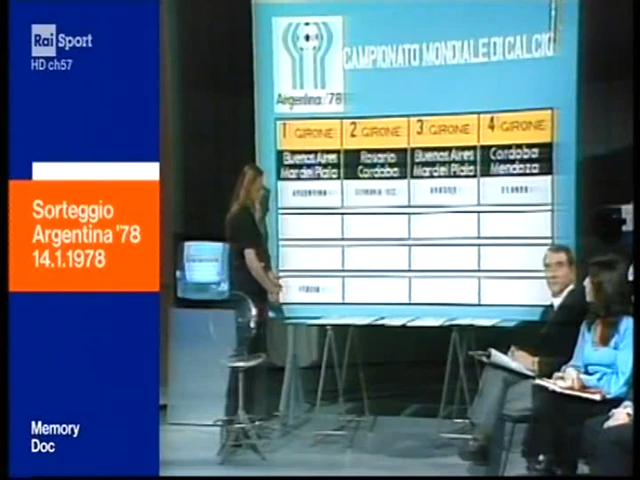 Rai Sport
HD ch57
Sorteggio
Argentina '78
14.1.1978
Memory
Doc
CAMPIONATO MONDIALE DI CALCIO
Argentina '78
1 GIRONE 2 GIRONE 3 GIRONE 4 GIRONE
Buenos Aires Rosario Buenos Aires Cordoba
Mar del Plata Cordoba Mar del Plata Mendoza
ARGENTINA
ITALIA